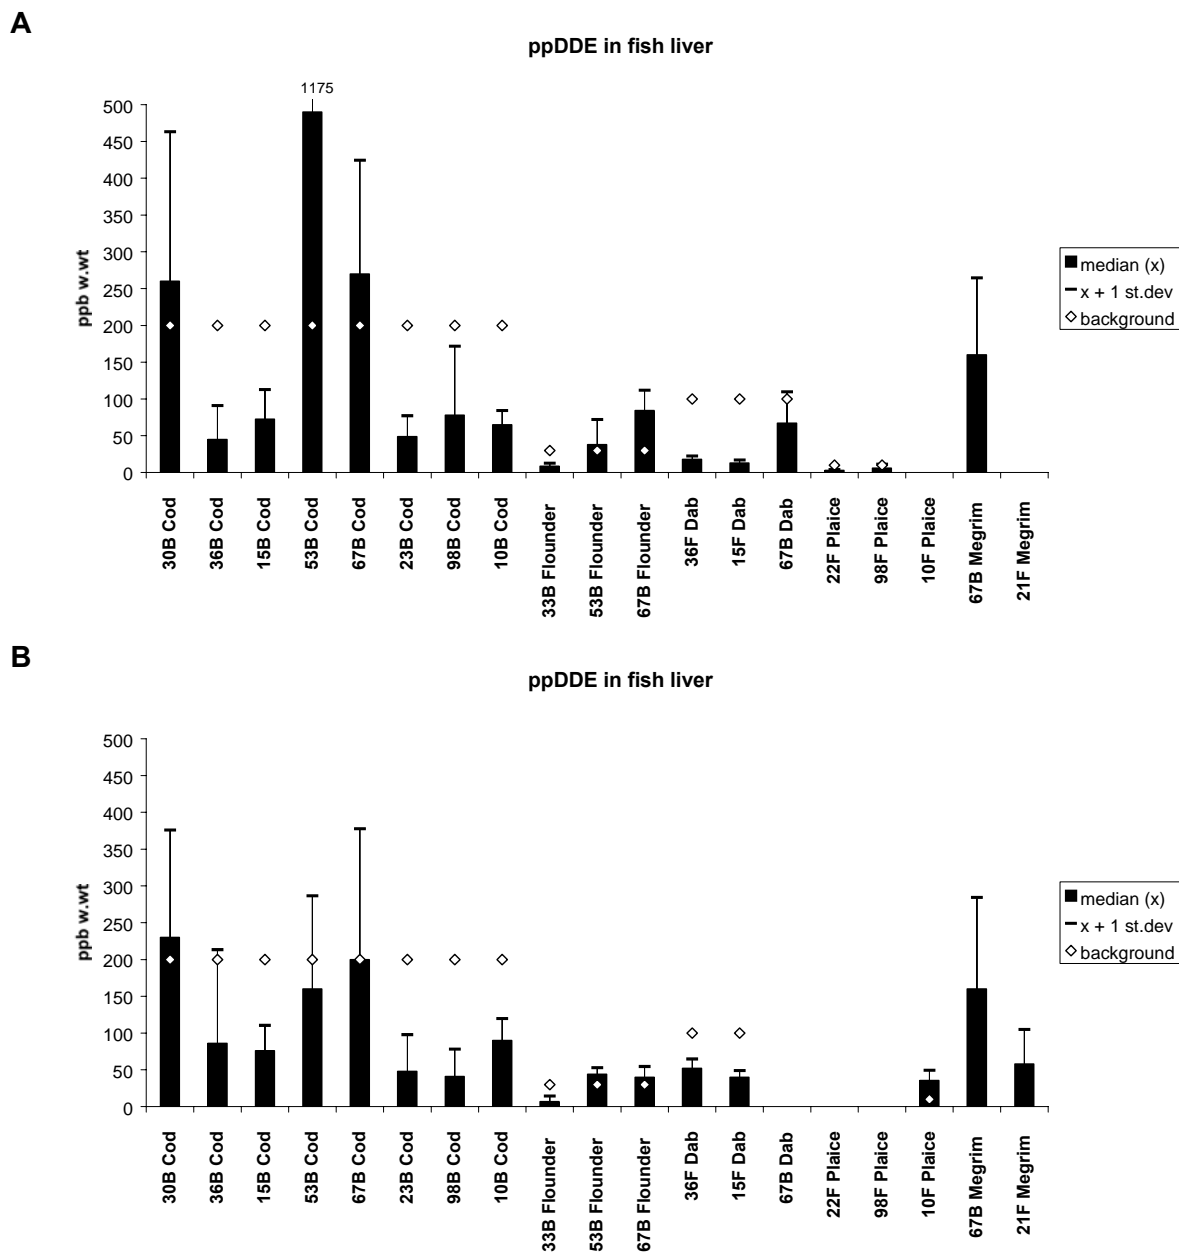 A
ppDDE in fish liver
1175
500
450
400
350
300
250
200
150
100
50
0
ppb w.wt
30B Cod
36B Cod
15B Cod
53B Cod
67B Cod
23B Cod
98B Cod
10B Cod
33B Flounder
53B Flounder
67B Flounder
36F Dab
15F Dab
67B Dab
22F Plaice
98F Plaice
10F Plaice
67B Megrim
21F Megrim
median (x)
x + 1 st.dev
background
B
ppDDE in fish liver
500
450
400
350
300
250
200
150
100
50
0
ppb w.wt
30B Cod
36B Cod
15B Cod
53B Cod
67B Cod
23B Cod
98B Cod
10B Cod
33B Flounder
53B Flounder
67B Flounder
36F Dab
15F Dab
67B Dab
22F Plaice
98F Plaice
10F Plaice
67B Megrim
21F Megrim
median (x)
x + 1 st.dev
background